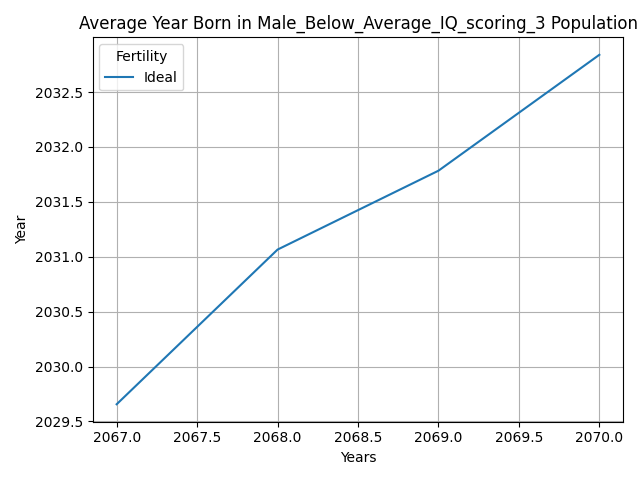 Average Year Born in Male_Below_Average_IQ_scoring_3 Population
Fertility
Ideal
2032.5
2032.0
2031.5
2031.0
2030.5
2030.0
2029.5
Year
2067.0 2067.5 2068.0 2068.5 2069.0 2069.5 2070.0
Years